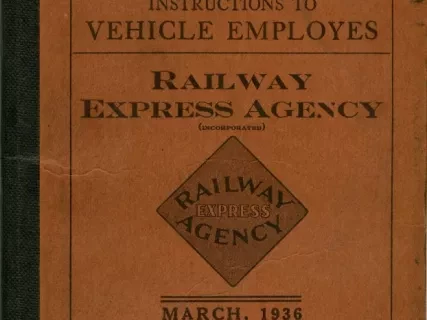 INSTRUCTIONS TO
VEHICLE EMPLOYES
RAILWAY
EXPRESS AGENCY
(INCORPORATED)
RAILWAY
EXPRESS
AGENCY
MARCH, 1936